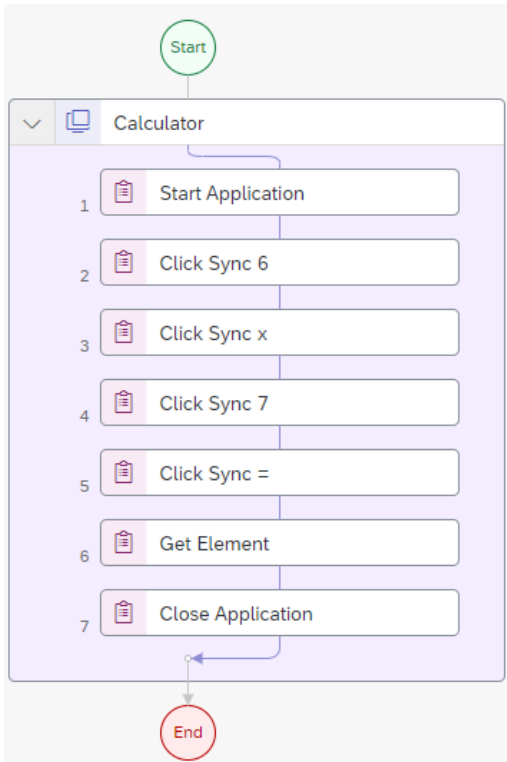 Start
Calculator
1 Start Application
2 Click Sync 6
3 Click Sync x
4 Click Sync 7
5 Click Sync =
6 Get Element
7 Close Application
End